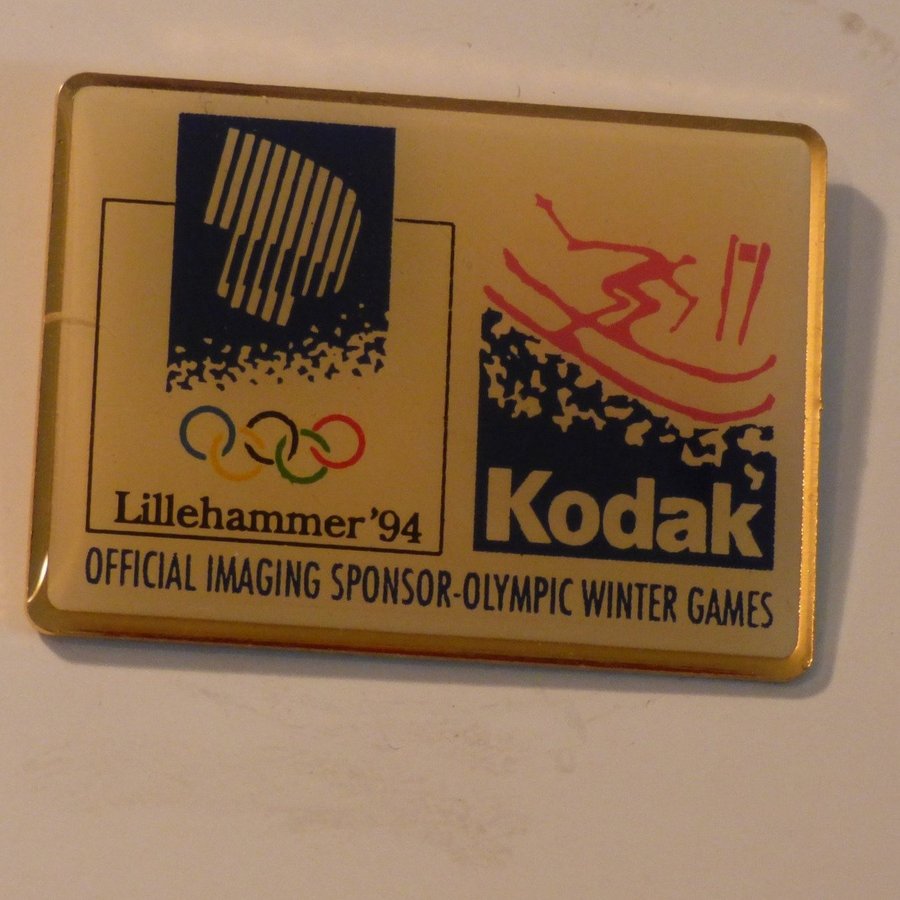 Lillehammer '94
Kodak
OFFICIAL IMAGING SPONSOR-OLYMPIC WINTER GAMES